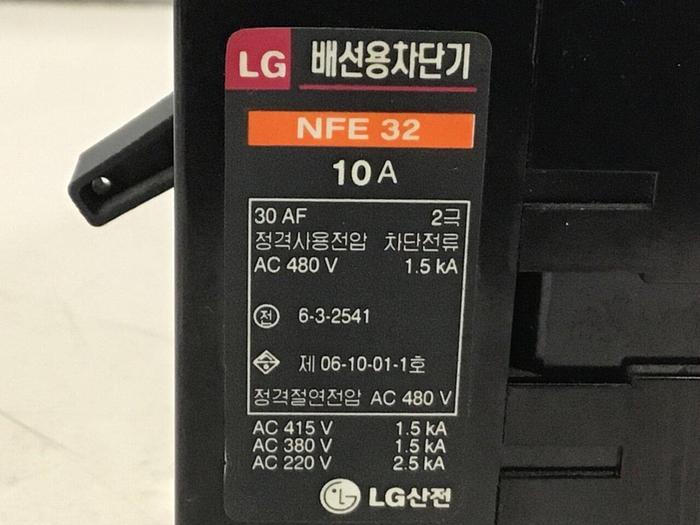 LG 배선용차단기
NFE 32
10 A
30 AF 2극
정격사용전압 차단전류
AC 480 V 1.5 kA
전 6-3-2541
제 06-10-01-1호
정격절연전압 AC 480 V
AC 415 V 1.5 kA
AC 380 V 1.5 kA
AC 220 V 2.5 kA
LG산전